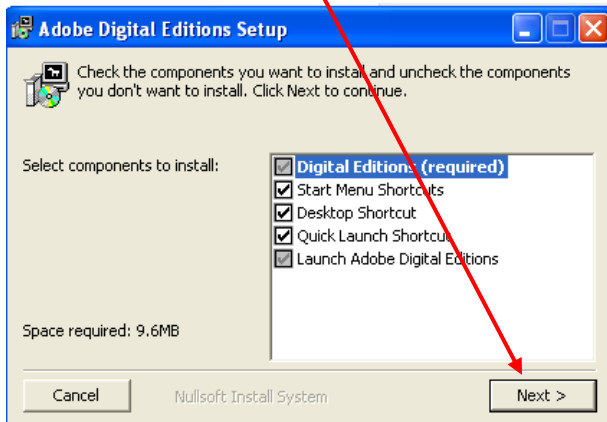 Adobe Digital Editions Setup
Check the components you want to install and uncheck the components
you don't want to install. Click Next to continue.
Select components to install:
Digital Editions (required)
Start Menu Shortcuts
Desktop Shortcut
Quick Launch Shortcut
Launch Adobe Digital Editions
Space required: 9.6MB
Cancel
Nullsoft Install System
Next >